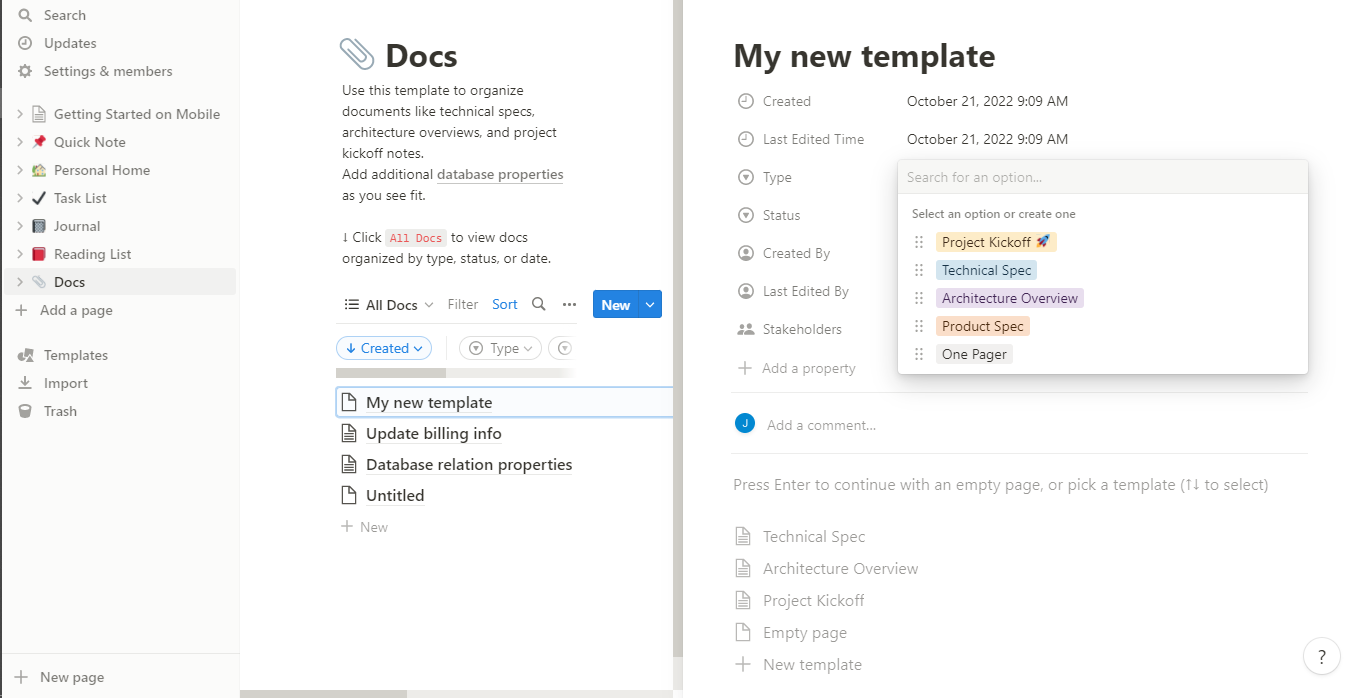 Search
Updates
Settings & members
Getting Started on Mobile
Quick Note
Personal Home
Task List
Journal
Reading List
Docs
Add a page
Templates
Import
Trash
New page
Docs
Use this template to organize
documents like technical specs,
architecture overviews, and project
kickoff notes.
Add additional database properties
as you see fit.
↓ Click All Docs to view docs
organized by type, status, or date.
All Docs Filter Sort ••• New
↓ Created Type
My new template
Update billing info
Database relation properties
Untitled
+ New
My new template
Created October 21, 2022 9:09 AM
Last Edited Time October 21, 2022 9:09 AM
Type Search for an option...
Select an option or create one
Status
Created By
Last Edited By
Stakeholders
Add a property
Project Kickoff 🚀
Technical Spec
Architecture Overview
Product Spec
One Pager
J Add a comment...
Press Enter to continue with an empty page, or pick a template (↑↓ to select)
Technical Spec
Architecture Overview
Project Kickoff
Empty page
New template
?